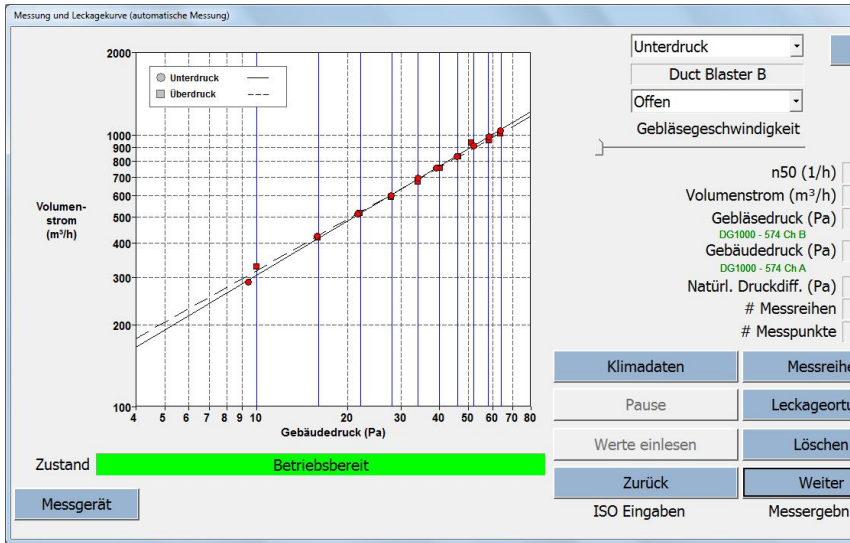 Messung und Leckagekurve (automatische Messung)
2000
1000
900
800
700
600
500
400
300
200
100
Unterdruck
Überdruck
Volumen-
strom
(m³/h)
4 5 6 7 8 9 10 20 30 40 50 60 70 80
Gebäudedruck (Pa)
Zustand Betriebsbereit
Messgerät
Unterdruck
Duct Blaster B
Offen
Gebläsegeschwindigkeit
n50 (1/h)
Volumenstrom (m³/h)
Gebläsedruck (Pa)
DG1000 - 574 Ch B
Gebäudedruck (Pa)
DG1000 - 574 Ch A
Natürl. Druckdiff. (Pa)
# Messreihen
# Messpunkte
Klimadaten Messreihe
Pause Leckageortu
Werte einlesen Löschen
Zurück Weiter
ISO Eingaben Messergebn